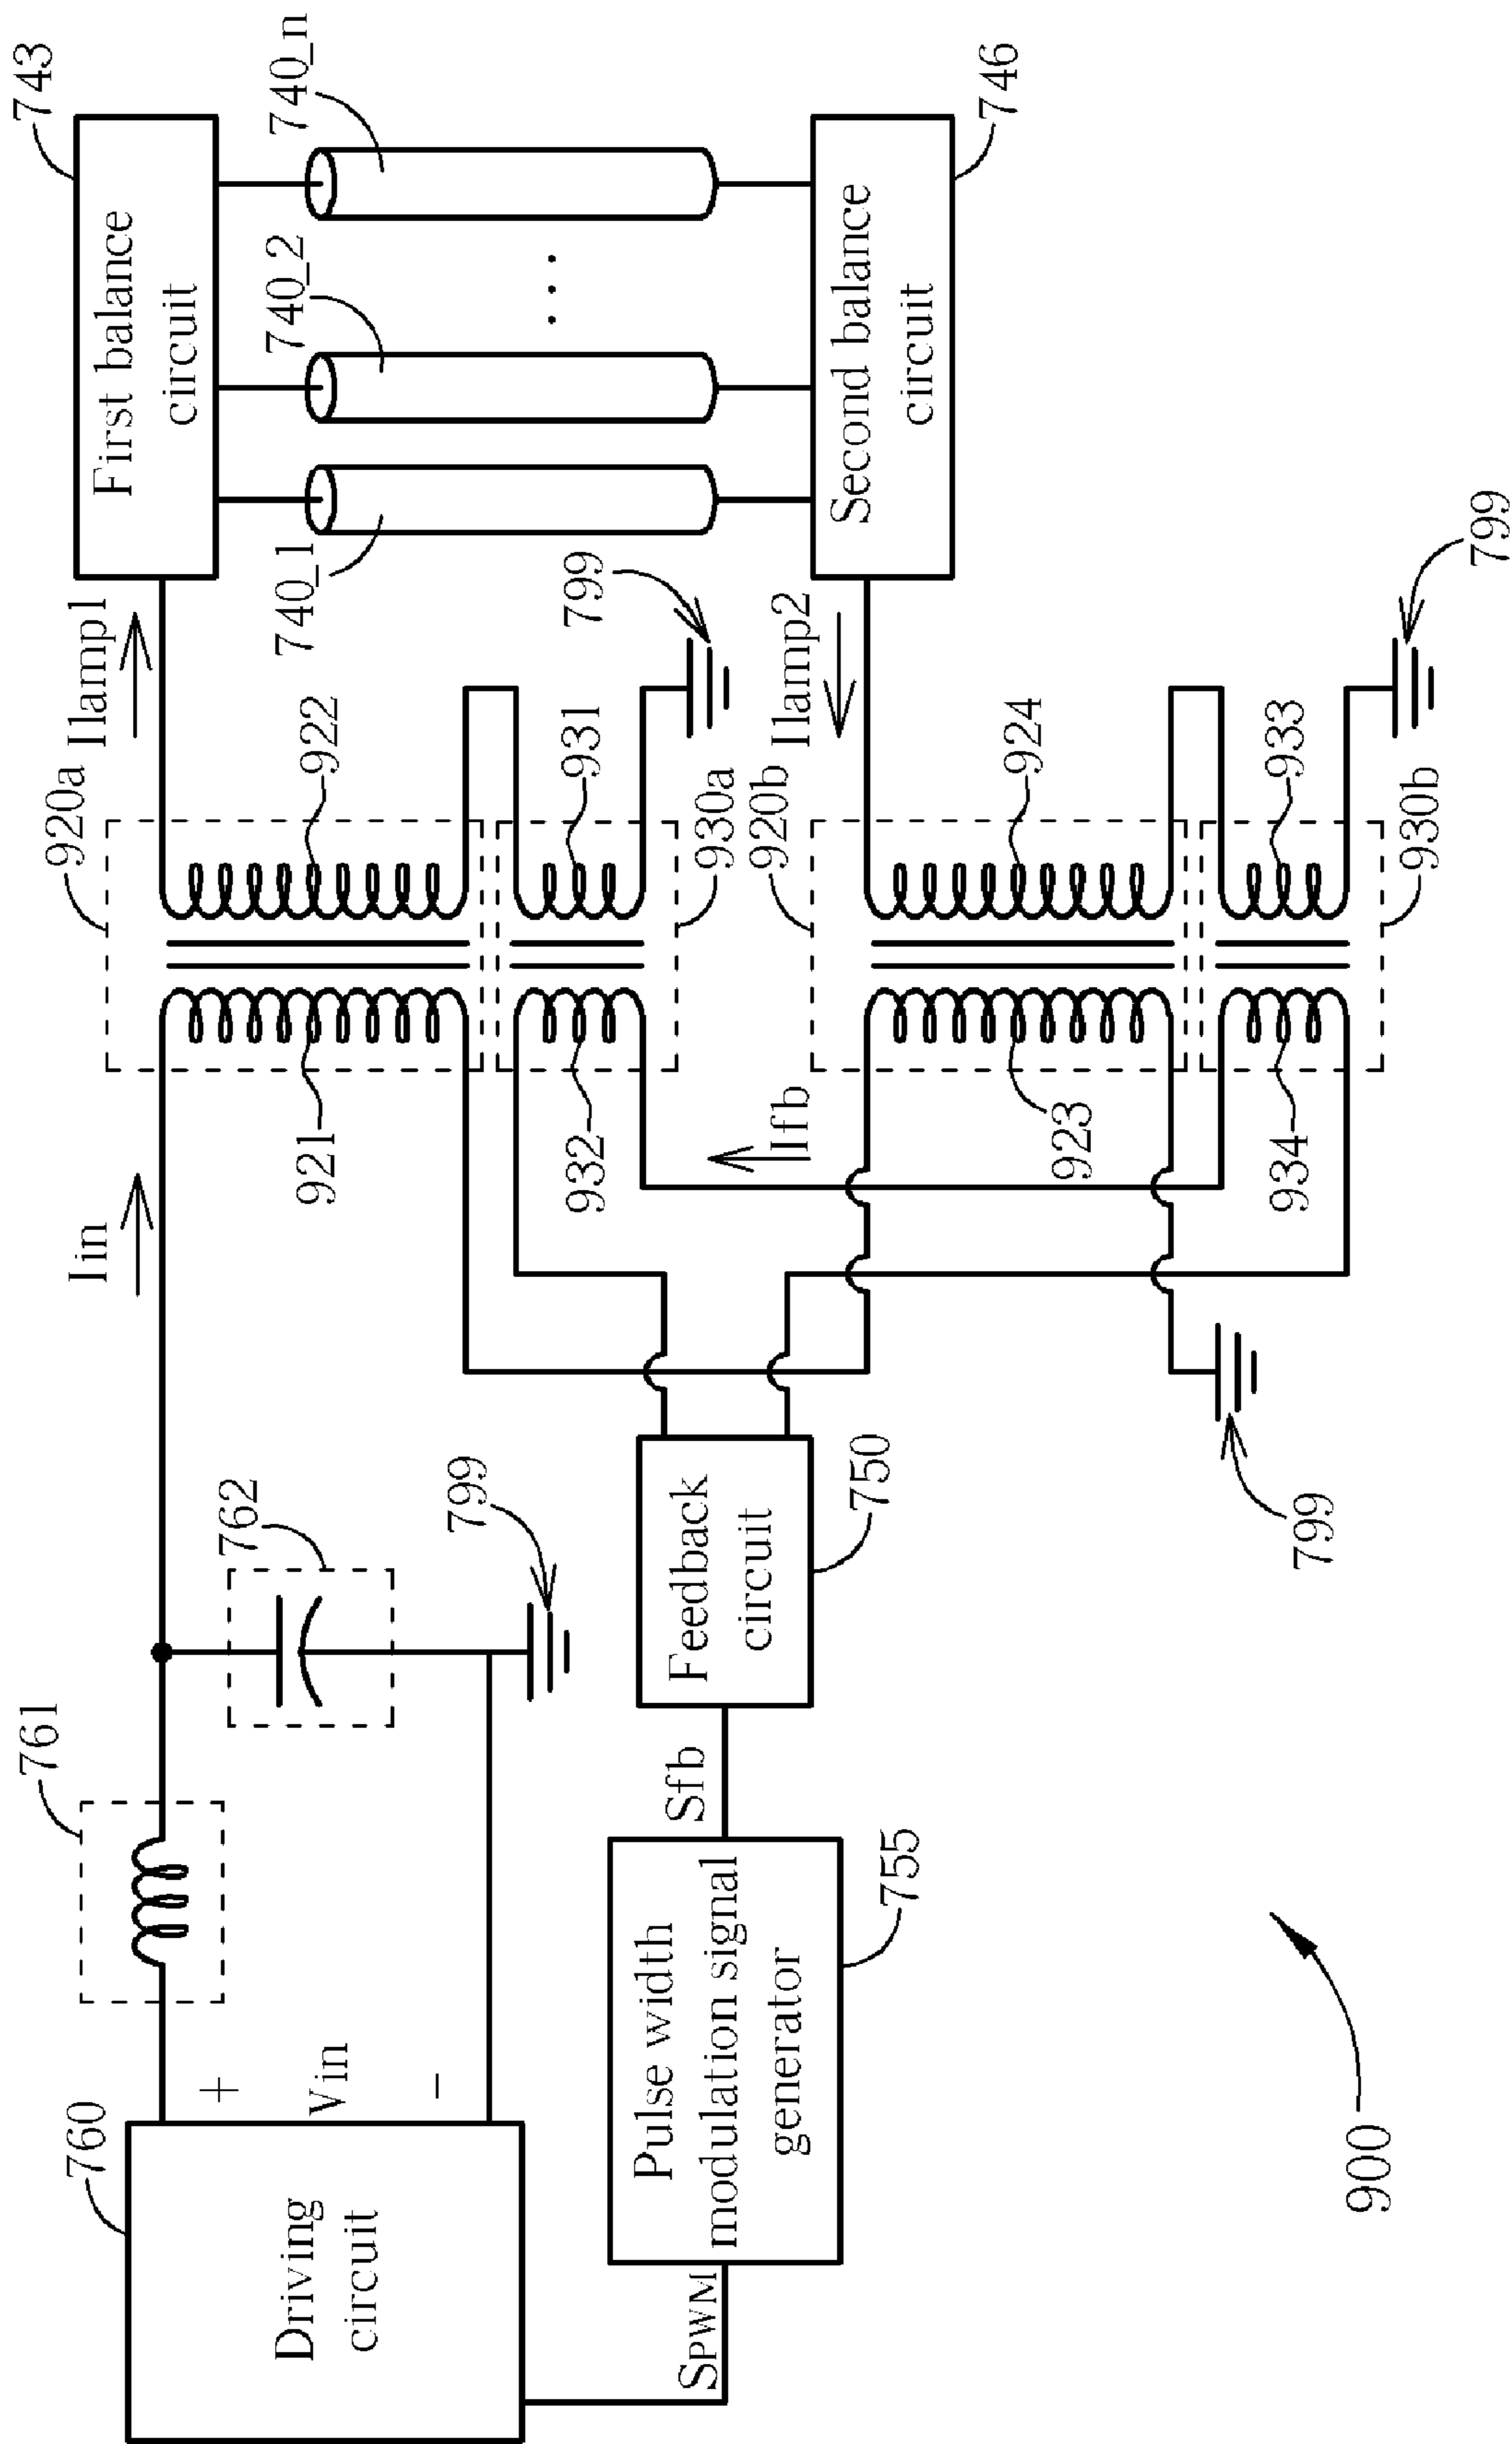 760
Driving
circuit
+
Vin
-
761
762
799
Iin
920a
921
922
Ilamp1
743
First balance
circuit
740_1
740_2
740_n
...
932
931
930a
799
Ifb
920b
Ilamp2
923
924
Second balance
circuit
746
934
933
930b
799
799
Feedback
circuit
750
Sfb
Pulse width
modulation signal
generator
755
SPWM
900